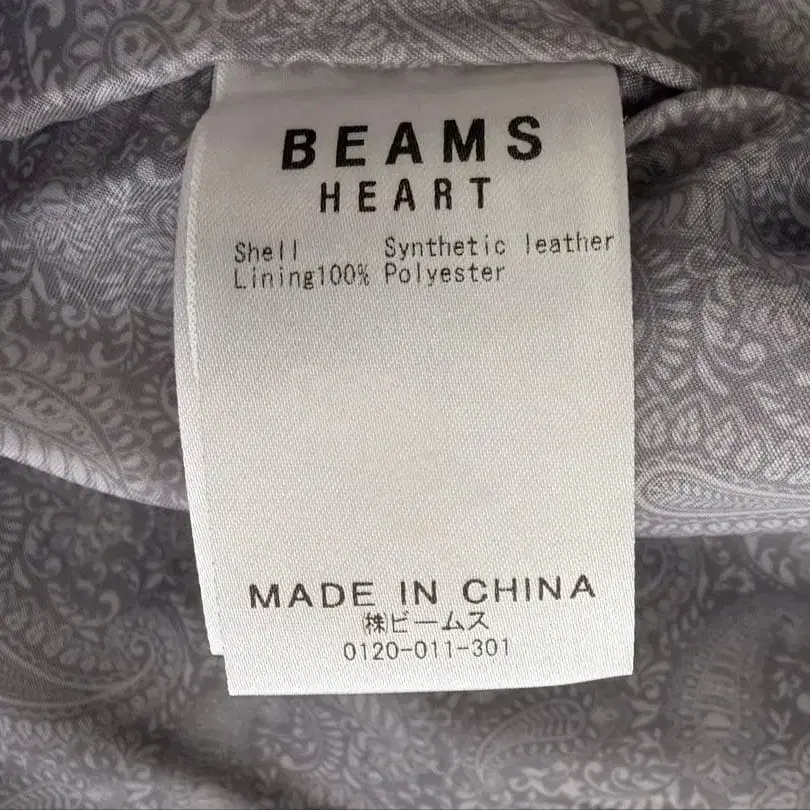 BEAMS
HEART
Shell Synthetic leather
Lining100% Polyester
MADE IN CHINA
㈱ビームス
0120-011-301